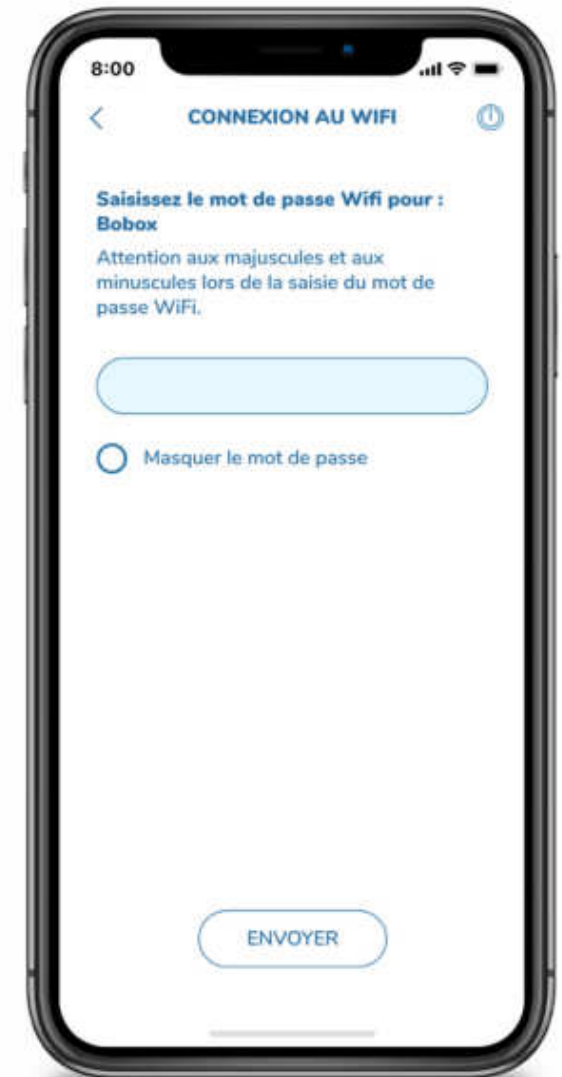 8:00
CONNEXION AU WIFI
Saisissez le mot de passe Wifi pour :
Bobox
Attention aux majuscules et aux
minuscules lors de la saisie du mot de
passe WiFi.
Masquer le mot de passe
ENVOYER